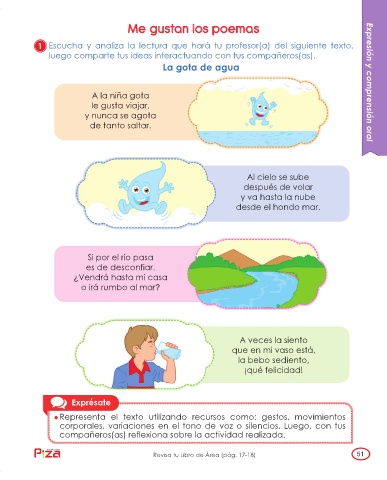 Me gustan los poemas
1 Escucha y analiza la lectura que hará tu profesor(a) del siguiente texto,
luego comparte tus ideas interactuando con tus compañeros(as).
La gota de agua
A la niña gota
le gusta viajar,
y nunca se agota
de tanto saltar.
Al cielo se sube
después de volar
y va hasta la nube
desde el hondo mar.
Si por el río pasa
es de desconfiar.
¿Vendrá hasta mi casa
o irá rumbo al mar?
A veces la siento
que en mi vaso está,
la bebo sediento,
¡qué felicidad!
Exprésate
Representa el texto utilizando recursos como: gestos, movimientos
corporales, variaciones en el tono de voz o silencios. Luego, con tus
compañeros(as) reflexiona sobre la actividad realizada.
Pizza
Revisa tu Libro de Área (pág. 17-18)
51
Expresión y comprensión oral